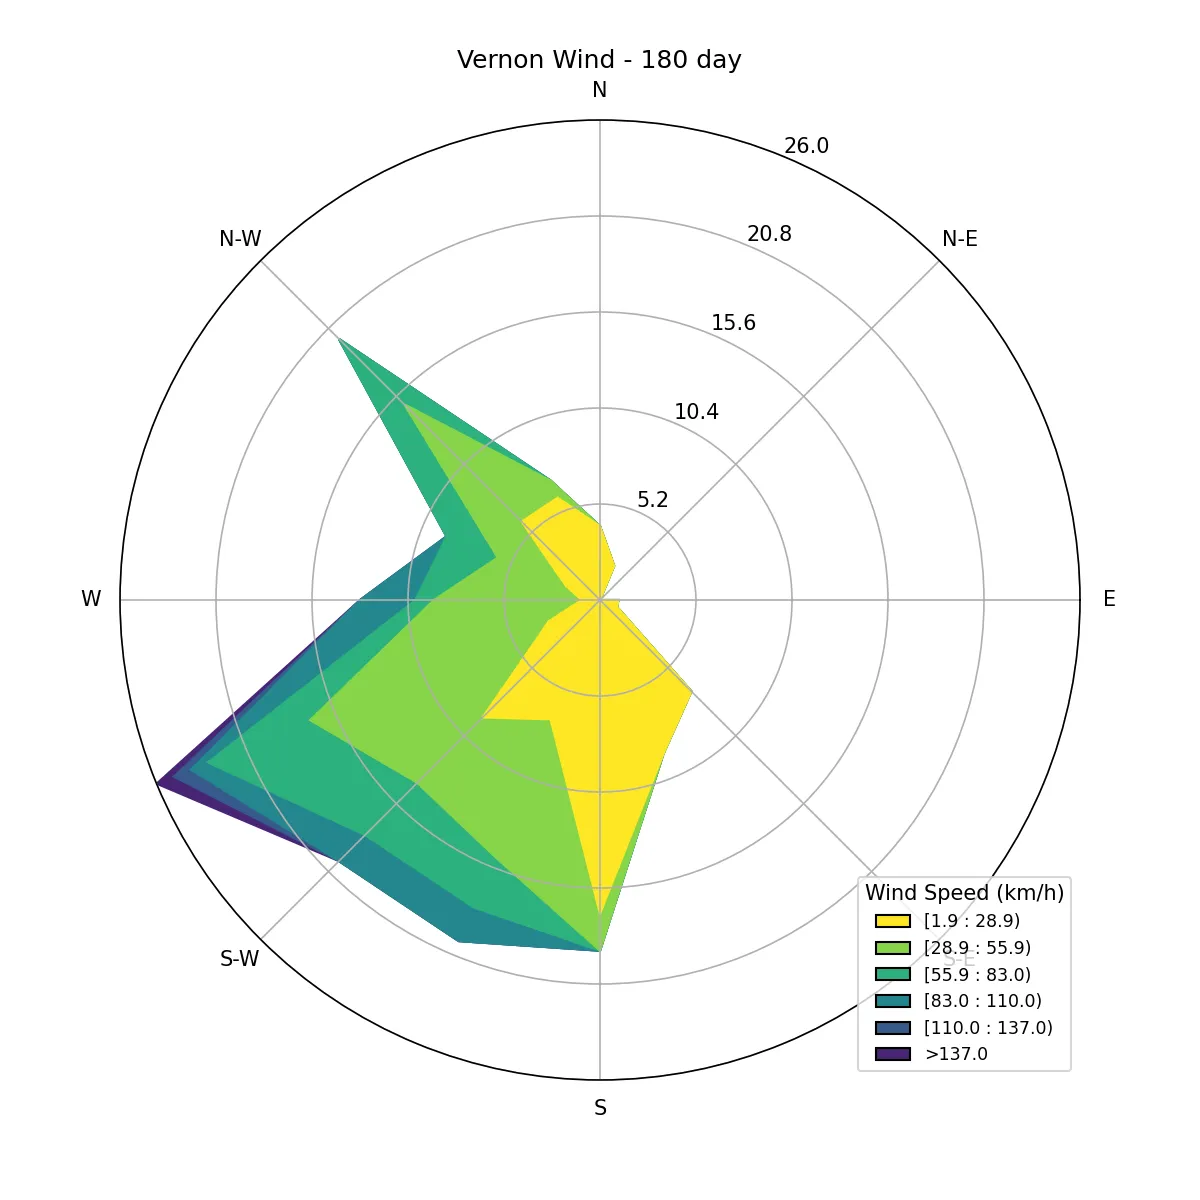 Vernon Wind - 180 day
N
26.0
N-W
N-E
20.8
15.6
10.4
5.2
W
E
S-W
S-E
Wind Speed (km/h)
[1.9 : 28.9)
[28.9 : 55.9)
[55.9 : 83.0)
[83.0 : 110.0)
[110.0 : 137.0)
>137.0
S